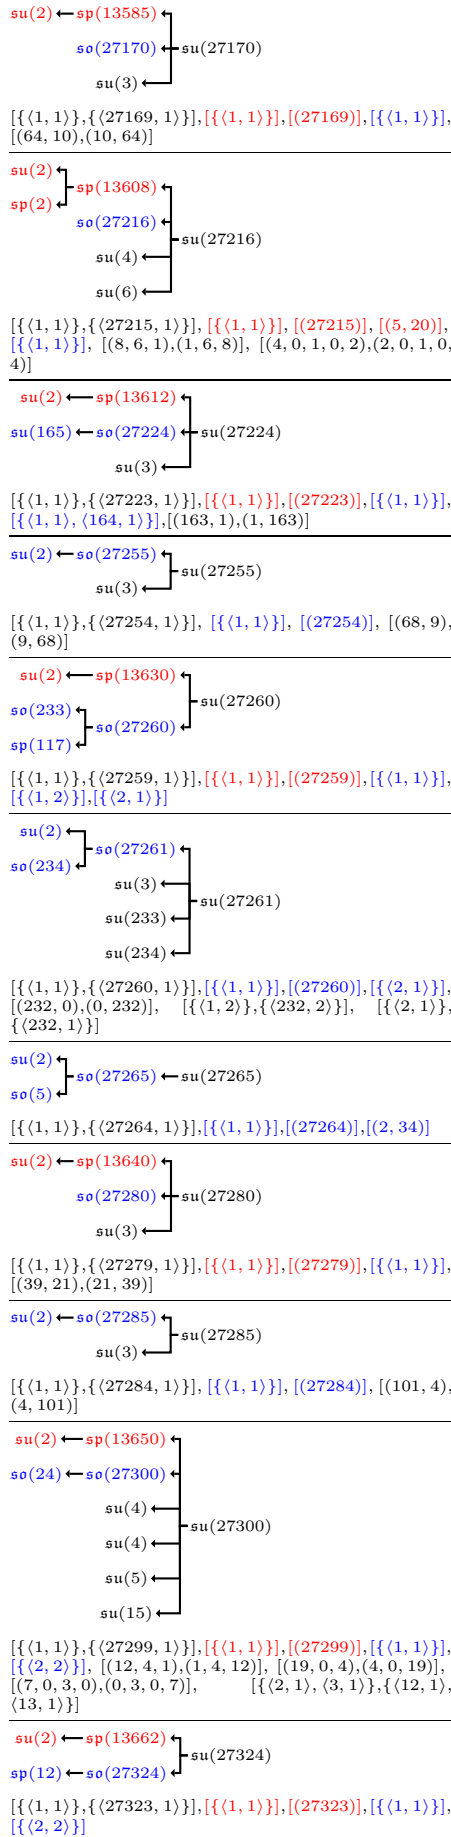 𝔰𝔲(2) 𝔰𝔭(13585)
𝔰𝔬(27170) 𝔰𝔲(27170)
𝔰𝔲(3)
[{⟨1, 1⟩},{⟨27169, 1⟩}],[{⟨1, 1⟩}],[(27169)],[{⟨1, 1⟩}],
[(64, 10),(10, 64)]
𝔰𝔲(2)
𝔰𝔭(13608)
𝔰𝔭(2)
𝔰𝔬(27216)
𝔰𝔲(27216)
𝔰𝔲(4)
𝔰𝔲(6)
[{⟨1, 1⟩},{⟨27215, 1⟩}], [{⟨1, 1⟩}], [(27215)], [(5, 20)],
[{⟨1, 1⟩}], [(8, 6, 1),(1, 6, 8)], [(4, 0, 1, 0, 2),(2, 0, 1, 0,
4)]
𝔰𝔲(2) 𝔰𝔭(13612)
𝔰𝔲(165) 𝔰𝔬(27224) 𝔰𝔲(27224)
𝔰𝔲(3)
[{⟨1, 1⟩},{⟨27223, 1⟩}],[{⟨1, 1⟩}],[(27223)],[{⟨1, 1⟩}],
[{⟨1, 1⟩, ⟨164, 1⟩}],[(163, 1),(1, 163)]
𝔰𝔲(2) 𝔰𝔬(27255)
𝔰𝔲(27255)
𝔰𝔲(3)
[{⟨1, 1⟩},{⟨27254, 1⟩}], [{⟨1, 1⟩}], [(27254)], [(68, 9),
(9, 68)]
𝔰𝔲(2) 𝔰𝔭(13630)
𝔰𝔲(27260)
𝔰𝔬(233)
𝔰𝔬(27260)
𝔰𝔭(117)
[{⟨1, 1⟩},{⟨27259, 1⟩}],[{⟨1, 1⟩}],[(27259)],[{⟨1, 1⟩}],
[{⟨1, 2⟩}],[{⟨2, 1⟩}]
𝔰𝔲(2)
𝔰𝔬(27261)
𝔰𝔬(234)
𝔰𝔲(3)
𝔰𝔲(27261)
𝔰𝔲(233)
𝔰𝔲(234)
[{⟨1, 1⟩},{⟨27260, 1⟩}],[{⟨1, 1⟩}],[(27260)],[{⟨2, 1⟩}],
[(232, 0),(0, 232)], [{⟨1, 2⟩},{⟨232, 2⟩}], [{⟨2, 1⟩},
{⟨232, 1⟩}]
𝔰𝔲(2)
𝔰𝔬(27265) 𝔰𝔲(27265)
𝔰𝔬(5)
[{⟨1, 1⟩},{⟨27264, 1⟩}],[{⟨1, 1⟩}],[(27264)],[(2, 34)]
𝔰𝔲(2) 𝔰𝔭(13640)
𝔰𝔬(27280) 𝔰𝔲(27280)
𝔰𝔲(3)
[{⟨1, 1⟩},{⟨27279, 1⟩}],[{⟨1, 1⟩}],[(27279)],[{⟨1, 1⟩}],
[(39, 21),(21, 39)]
𝔰𝔲(2) 𝔰𝔬(27285)
𝔰𝔲(27285)
𝔰𝔲(3)
[{⟨1, 1⟩},{⟨27284, 1⟩}], [{⟨1, 1⟩}], [(27284)], [(101, 4),
(4, 101)]
𝔰𝔲(2) 𝔰𝔭(13650)
𝔰𝔬(24) 𝔰𝔬(27300)
𝔰𝔲(4)
𝔰𝔲(27300)
𝔰𝔲(4)
𝔰𝔲(5)
𝔰𝔲(15)
[{⟨1, 1⟩},{⟨27299, 1⟩}],[{⟨1, 1⟩}],[(27299)],[{⟨1, 1⟩}],
[{⟨2, 2⟩}], [(12, 4, 1),(1, 4, 12)], [(19, 0, 4),(4, 0, 19)],
[(7, 0, 3, 0),(0, 3, 0, 7)], [{⟨2, 1⟩, ⟨3, 1⟩},{⟨12, 1⟩,
⟨13, 1⟩}]
𝔰𝔲(2) 𝔰𝔭(13662)
𝔰𝔲(27324)
𝔰𝔭(12) 𝔰𝔬(27324)
[{⟨1, 1⟩},{⟨27323, 1⟩}],[{⟨1, 1⟩}],[(27323)],[{⟨1, 1⟩}],
[{⟨2, 2⟩}]